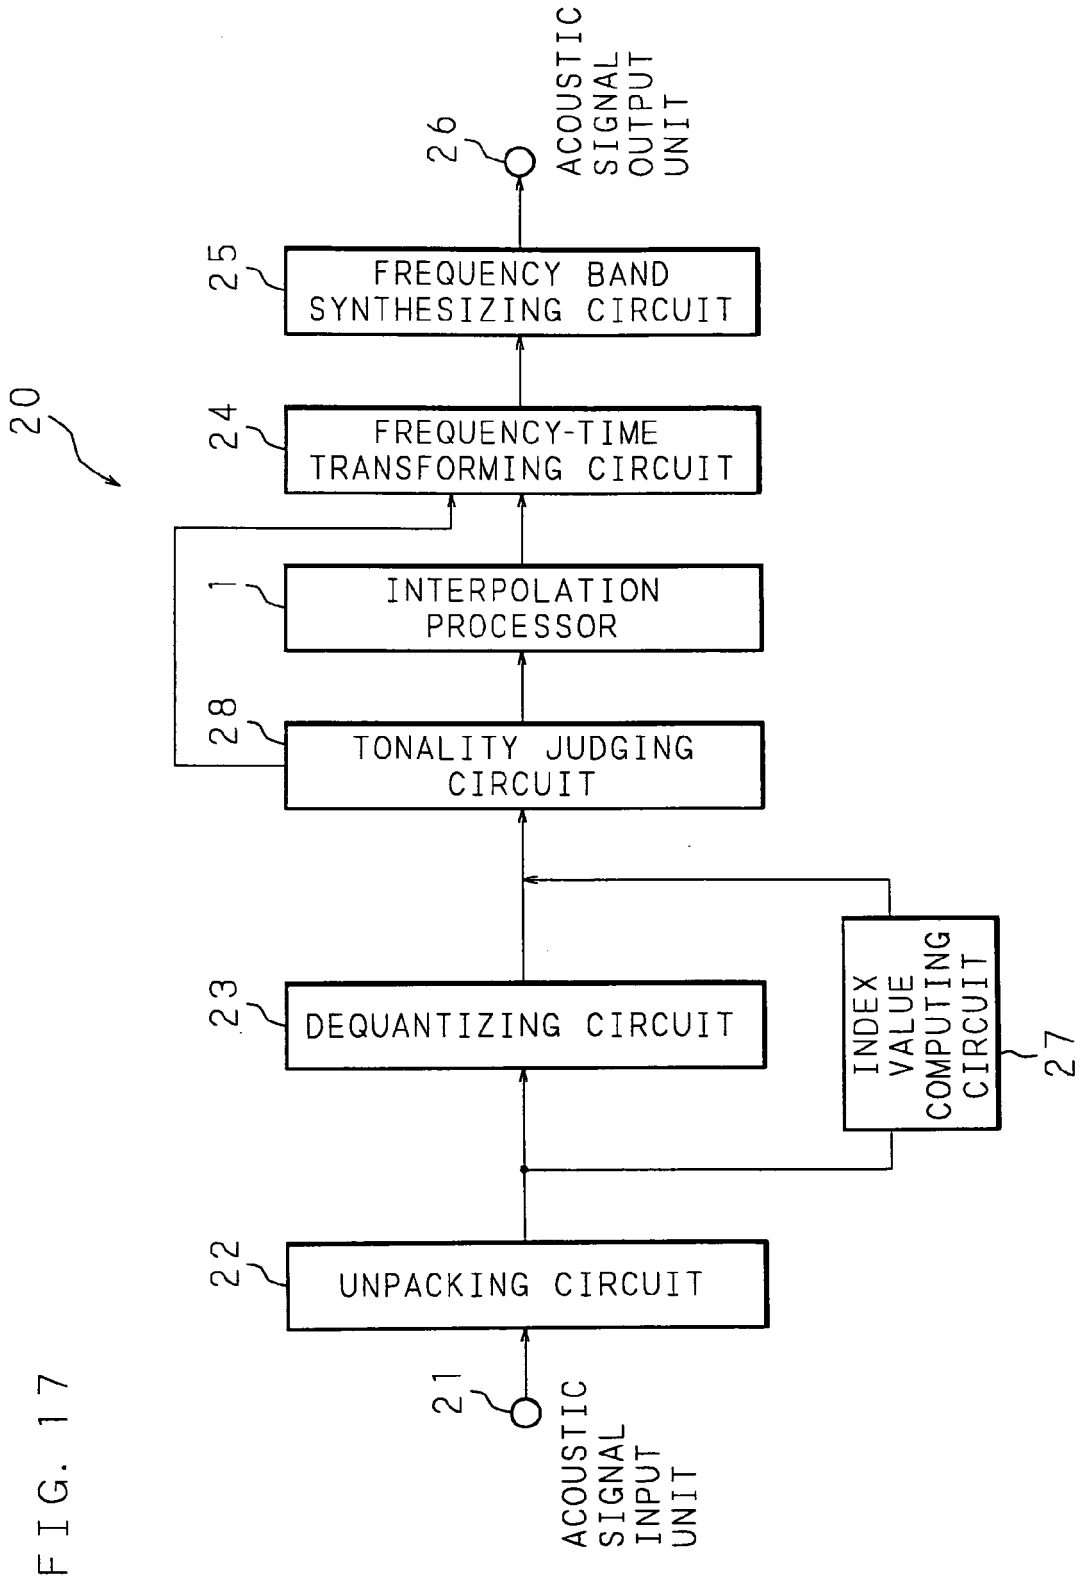 FIG. 17
20
21
ACOUSTIC
SIGNAL
INPUT
UNIT
22
UNPACKING CIRCUIT
23
DEQUANTIZING CIRCUIT
INDEX
VALUE
COMPUTING
CIRCUIT
27
28
TONALITY JUDGING
CIRCUIT
1
INTERPOLATION
PROCESSOR
24
FREQUENCY-TIME
TRANSFORMING CIRCUIT
25
FREQUENCY BAND
SYNTHESIZING CIRCUIT
26
ACOUSTIC
SIGNAL
OUTPUT
UNIT